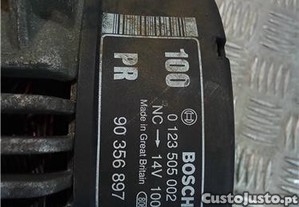 100
PR
BOSCH
0 123 505 002
NC → 14V 100
Made in Great Britain
90 356 897
CustoJusto.pt